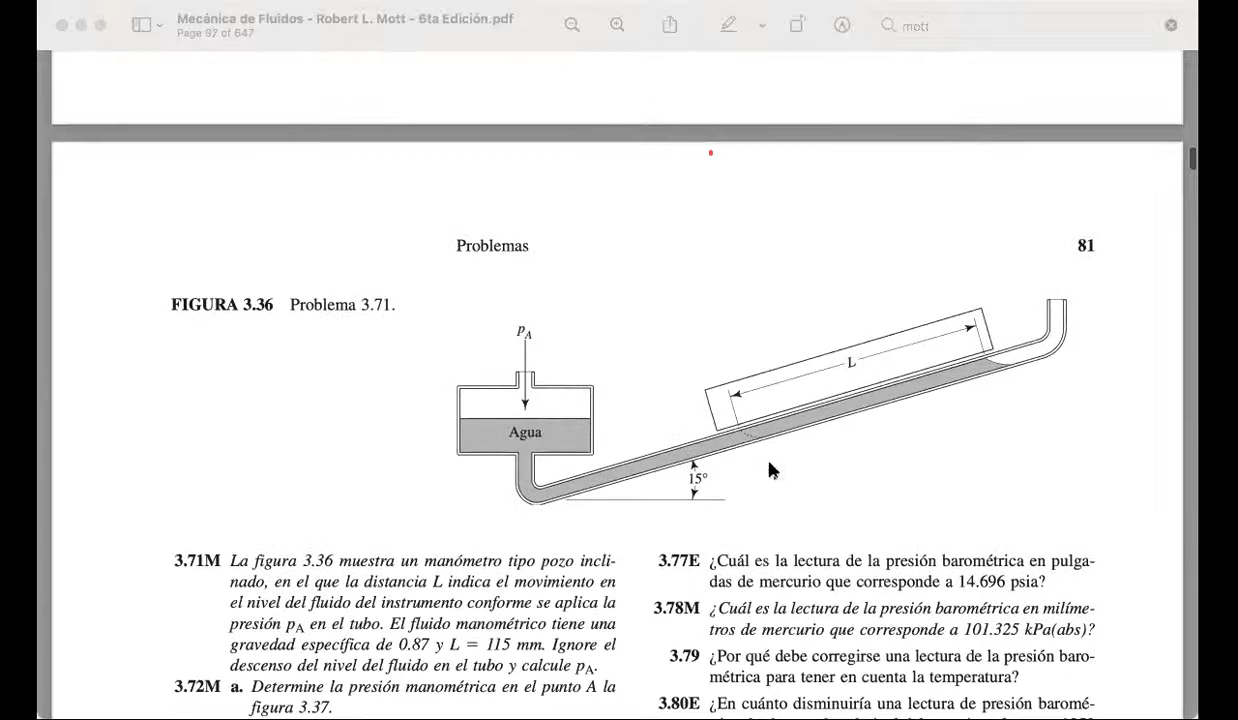 Mecánica de Fluidos - Robert L. Mott - 6ta Edición.pdf
Page 97 of 647
mott
Problemas
81
FIGURA 3.36 Problema 3.71.
pA
L
Agua
15°
3.71M La figura 3.36 muestra un manómetro tipo pozo incli-
nado, en el que la distancia L indica el movimiento en
el nivel del fluido del instrumento conforme se aplica la
presión pA en el tubo. El fluido manométrico tiene una
gravedad específica de 0.87 y L = 115 mm. Ignore el
descenso del nivel del fluido en el tubo y calcule pA.
3.72M a. Determine la presión manométrica en el punto A la
figura 3.37.
3.77E ¿Cuál es la lectura de la presión barométrica en pulga-
das de mercurio que corresponde a 14.696 psia?
3.78M ¿Cuál es la lectura de la presión barométrica en milíme-
tros de mercurio que corresponde a 101.325 kPa(abs)?
3.79 ¿Por qué debe corregirse una lectura de la presión baro-
métrica para tener en cuenta la temperatura?
3.80E ¿En cuánto disminuiría una lectura de presión baromé-